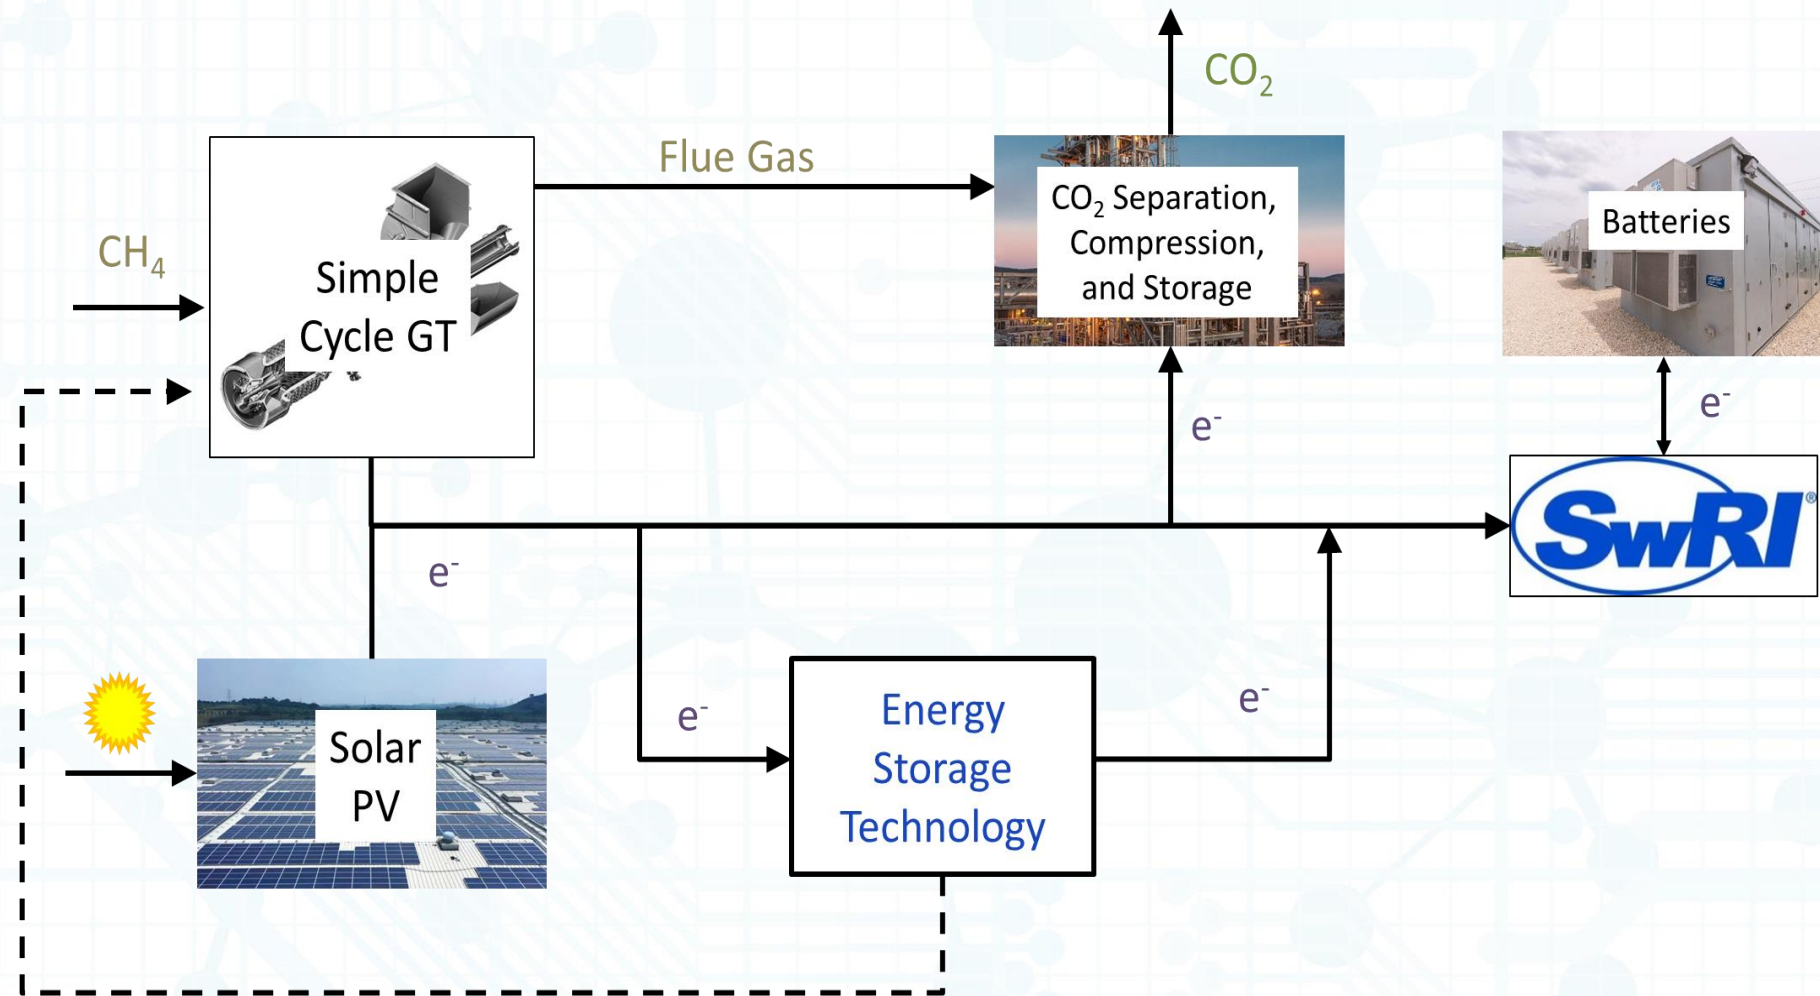 CO₂
Flue Gas
CO₂ Separation,
Compression,
and Storage
Batteries
CH₄
Simple
Cycle GT
e⁻
e⁻
SwRI®
e⁻
Solar
PV
e⁻
Energy
Storage
Technology
e⁻